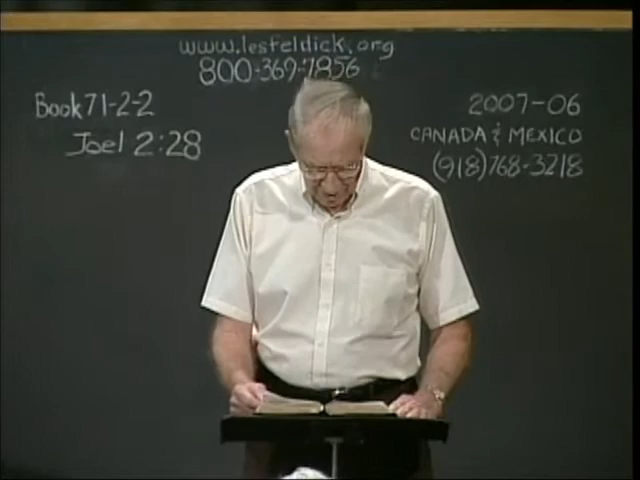 www.lesfeldick.org
800-369-7856
Book 71-2-2
Joel 2:28
2007-06
CANADA & MEXICO
(918)768-3218